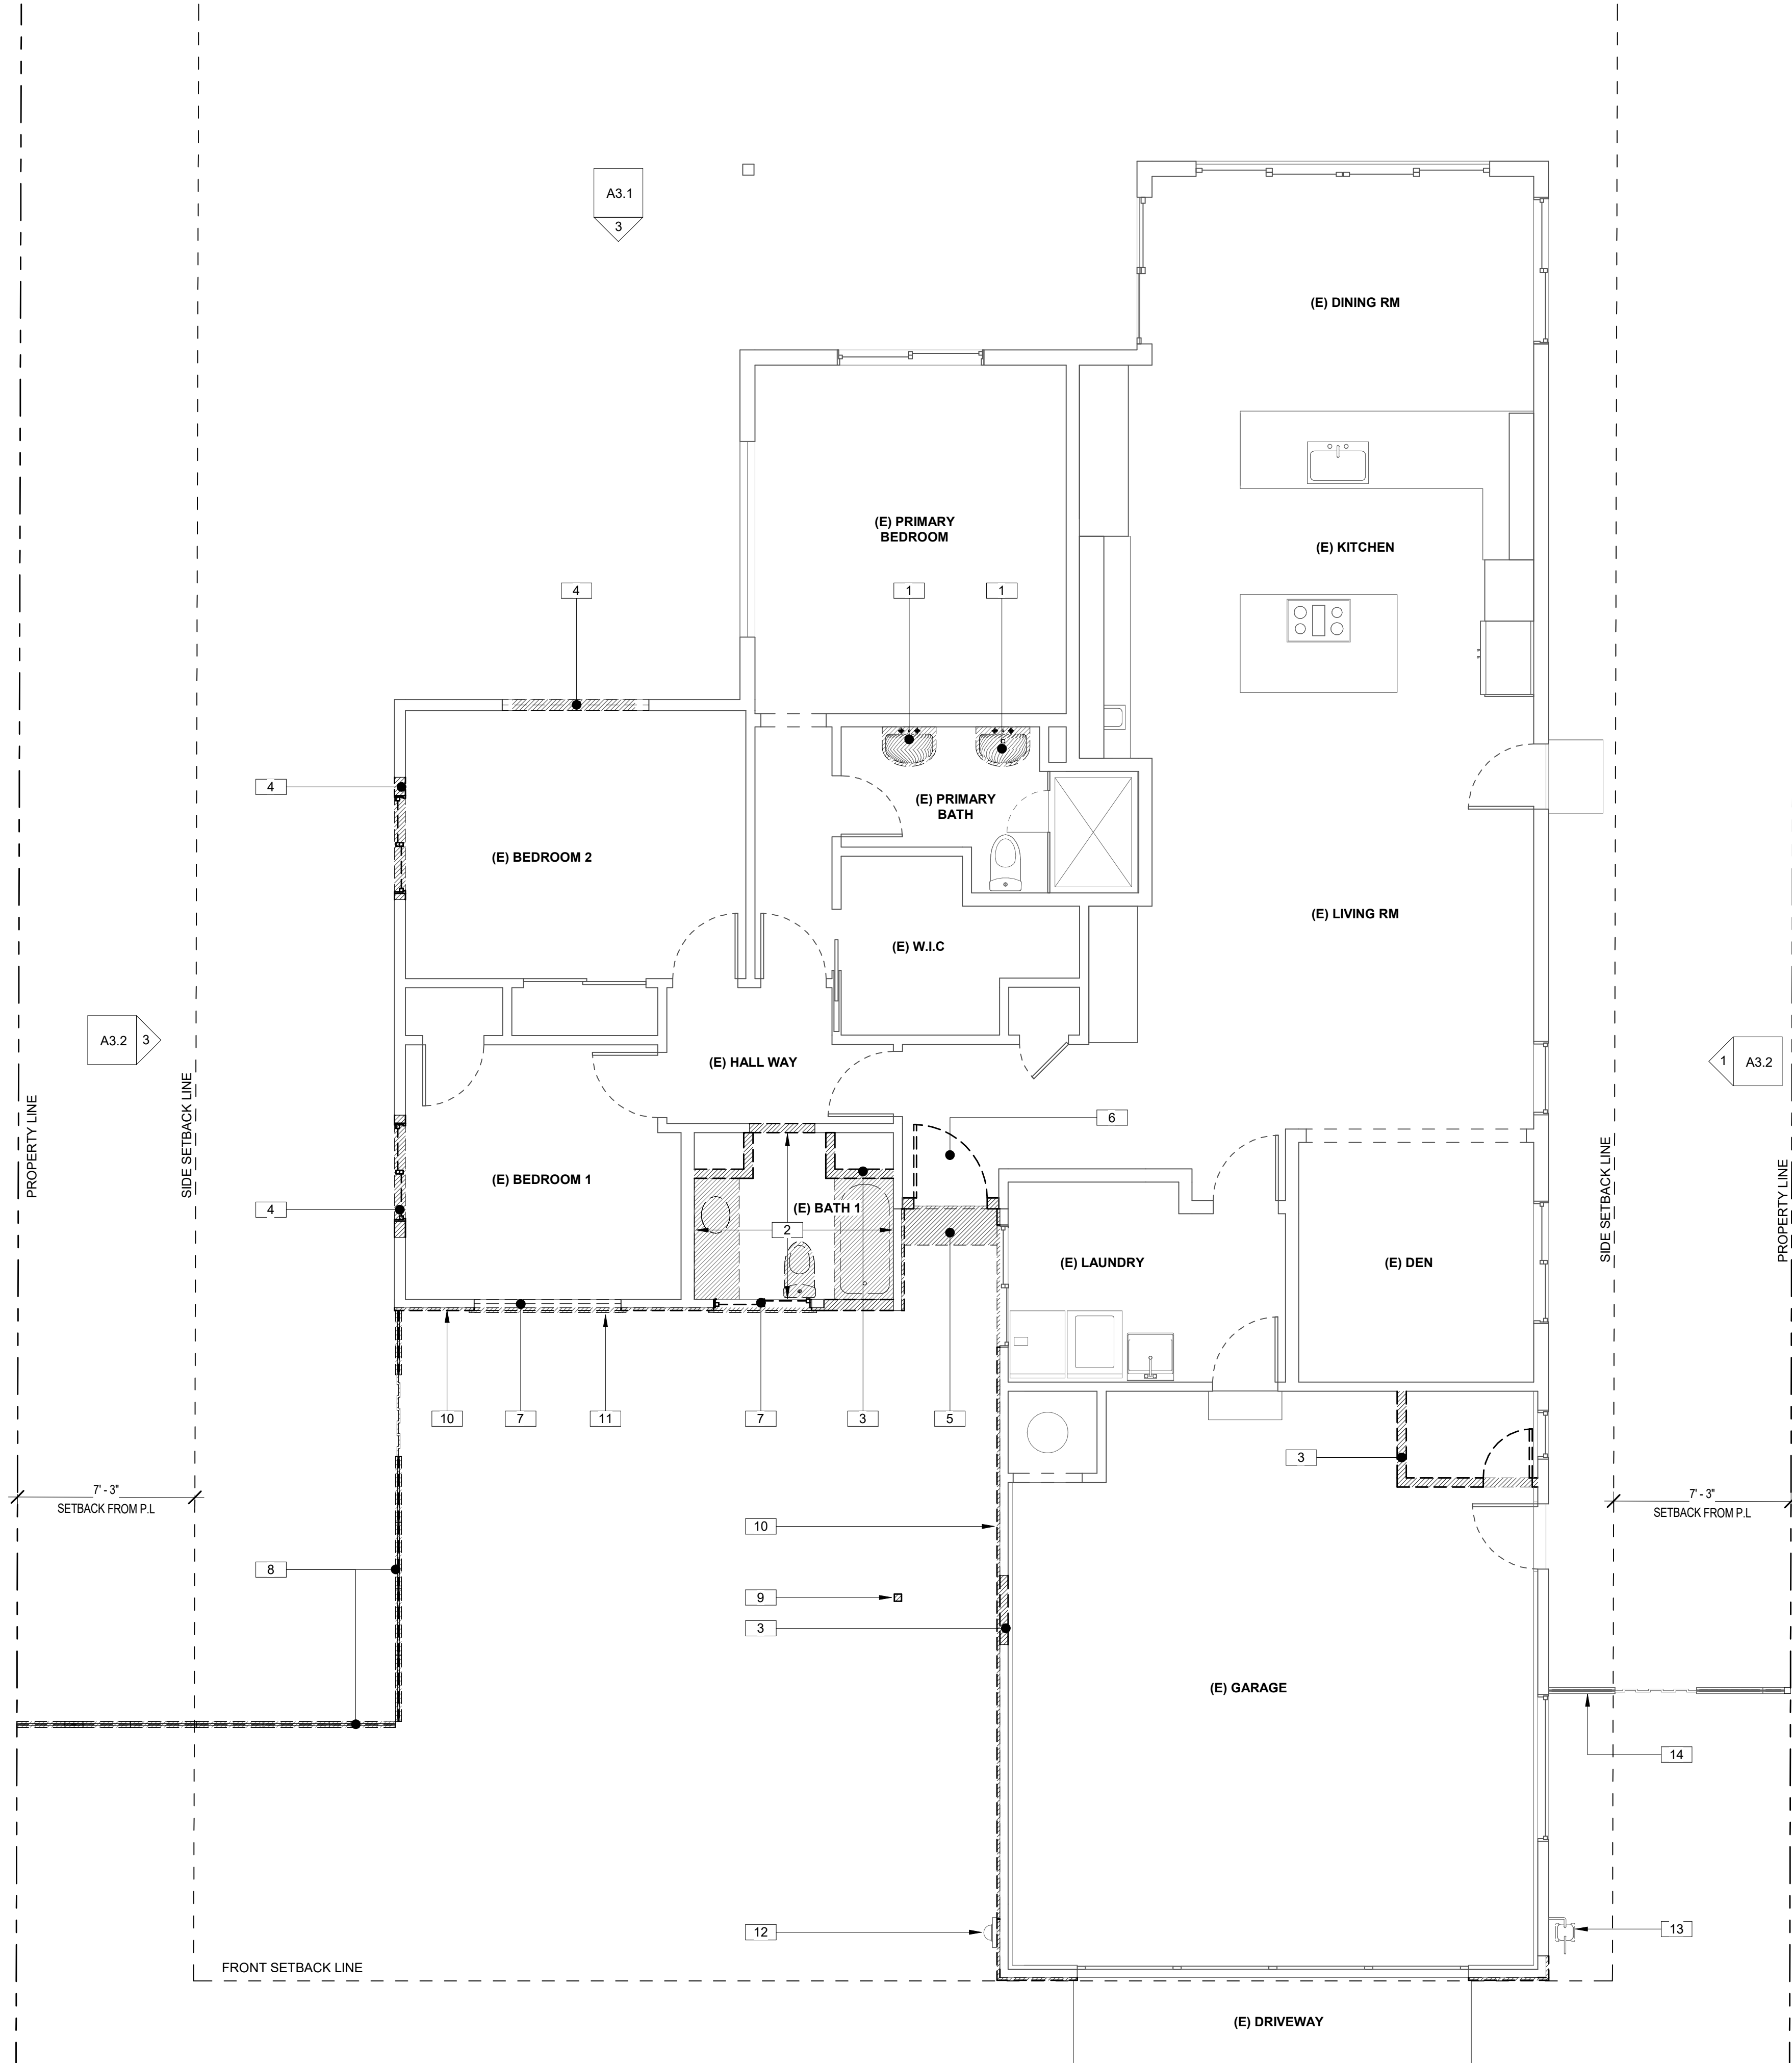 A3.1
3
(E) DINING RM
(E) PRIMARY
BEDROOM
(E) KITCHEN
4
1
1
4
(E) PRIMARY
BATH
(E) BEDROOM 2
(E) LIVING RM
(E) W.I.C
A3.2
3
(E) HALL WAY
1
A3.2
PROPERTY LINE
SIDE SETBACK LINE
6
SIDE SETBACK LINE
PROPERTY LINE
(E) BEDROOM 1
4
(E) BATH 1
2
(E) LAUNDRY
(E) DEN
10
7
11
7
3
5
3
7' - 3"
SETBACK FROM P.L
7' - 3"
SETBACK FROM P.L
10
8
9
3
(E) GARAGE
14
12
13
FRONT SETBACK LINE
(E) DRIVEWAY